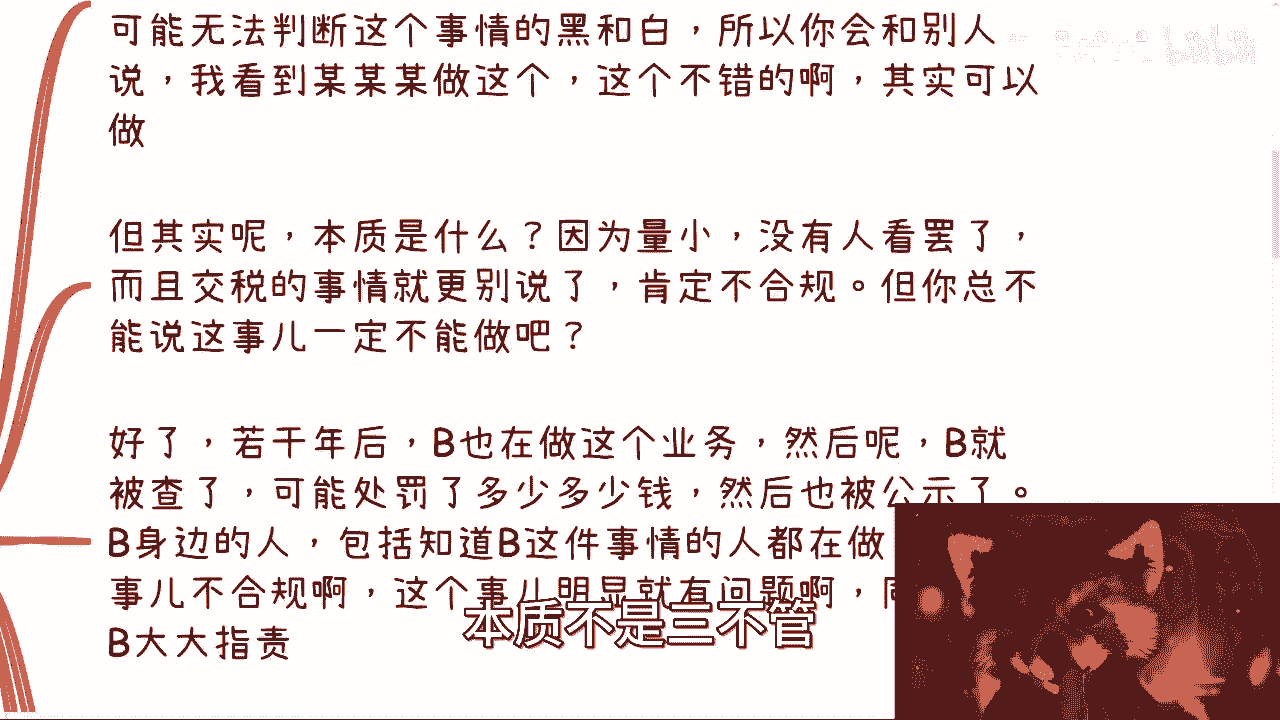 可能无法判断这个事情的黑和白，所以你会和别人
说，我看到某某某做这个，这个不错的啊，其实可以
做
但其实呢，本质是什么？因为量小，没有人看罢了，
而且交税的事情就更别说了，肯定不合规。但你总不
能说这事儿一定不能做吧？
好了，若干年后，B也在做这个业务，然后呢，B就
被查了，可能处罚了多少多少钱，然后也被公示了。
B身边的人，包括知道B这件事情的人都在做
事儿不合规啊，这个事儿明显就有问题啊，
B大大指责
本质不是三不管